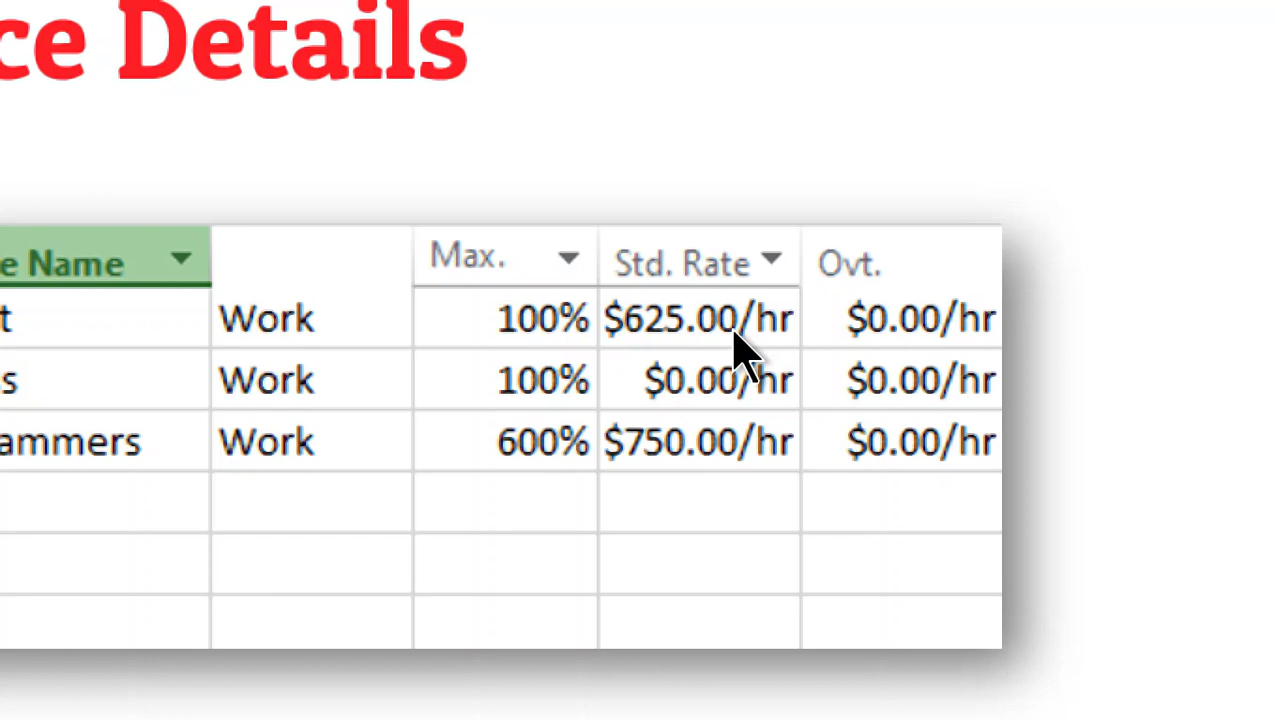 ce Details
e Name Max. Std. Rate Ovt.
t Work 100% $625.00/hr $0.00/hr
s Work 100% $0.00/hr $0.00/hr
ammers Work 600% $750.00/hr $0.00/hr